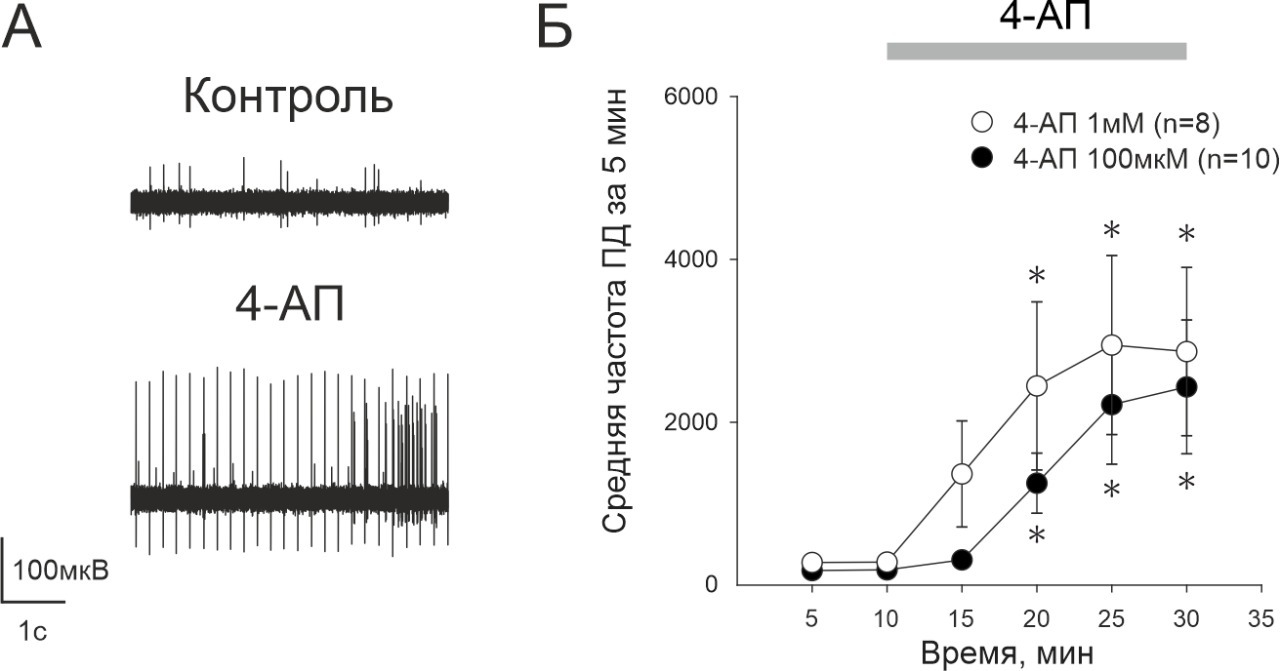 А
Контроль
4-АП
100мкВ
1с
Б
4-АП
Средняя частота ПД за 5 мин
6000
4000
2000
0
4-АП 1мМ (n=8)
4-АП 100мкМ (n=10)
*
*
*
*
*
*
5 10 15 20 25 30 35
Время, мин